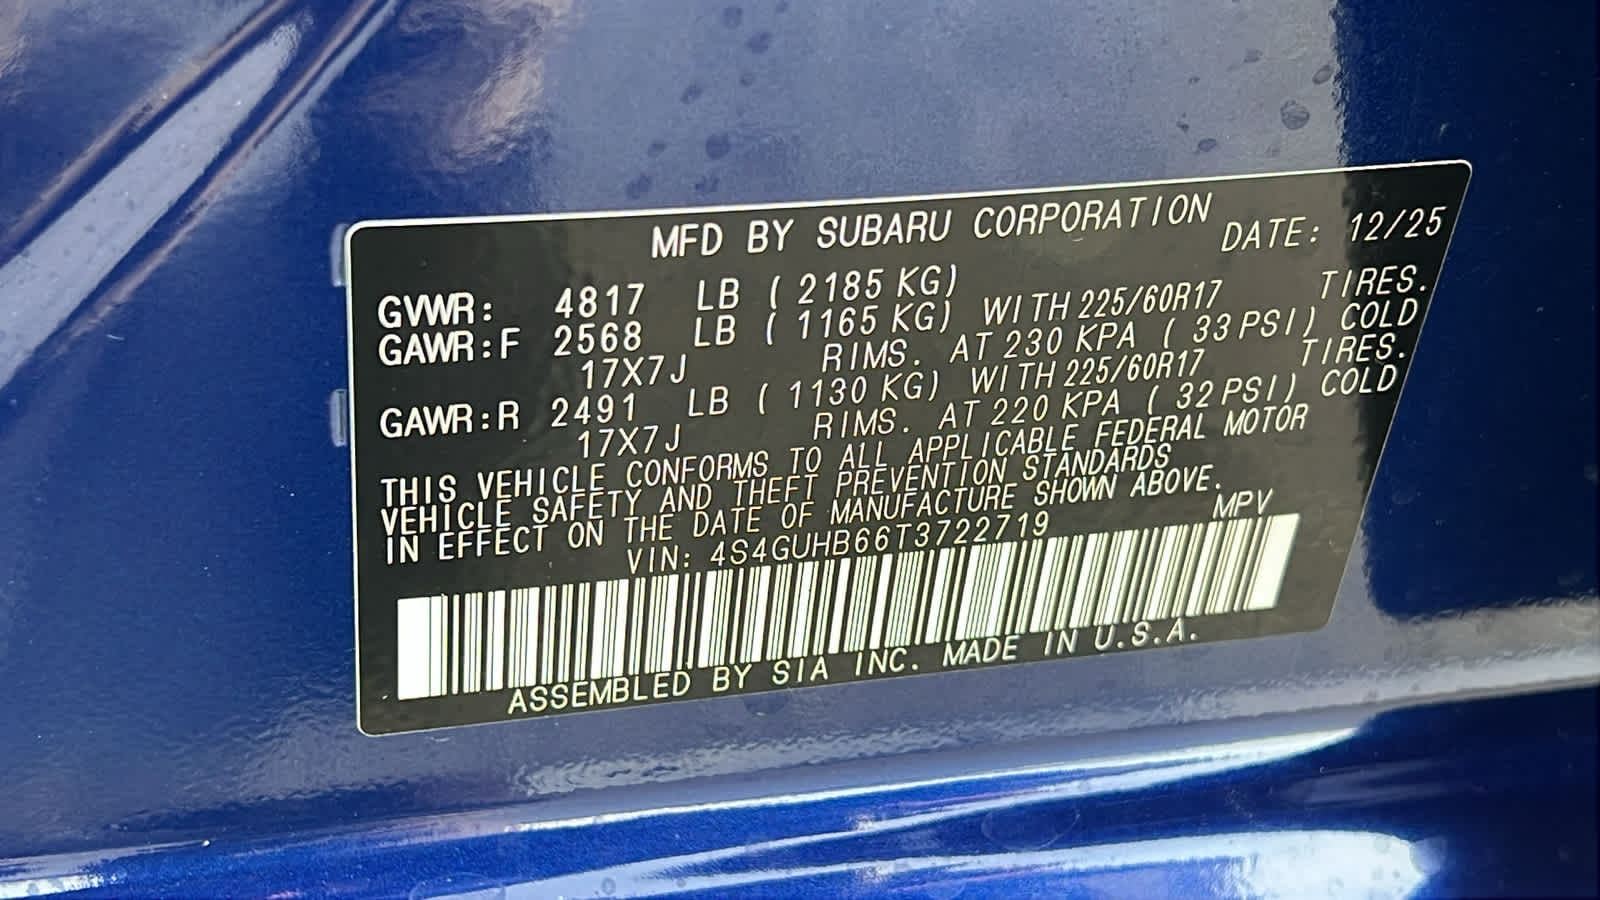 MFD BY SUBARU CORPORATION DATE: 12/25
GVWR: 4817 LB ( 2185 KG)
GAWR:F 2568 LB ( 1165 KG) WITH 225/60R17 TIRES.
17X7J RIMS. AT 230 KPA ( 33 PSI) COLD
GAWR:R 2491 LB ( 1130 KG) WITH 225/60R17 TIRES.
17X7J RIMS. AT 220 KPA ( 32 PSI) COLD
THIS VEHICLE CONFORMS TO ALL APPLICABLE FEDERAL MOTOR
VEHICLE SAFETY AND THEFT PREVENTION STANDARDS
IN EFFECT ON THE DATE OF MANUFACTURE SHOWN ABOVE.
VIN: 4S4GUHB66T3722719 MPV
ASSEMBLED BY SIA INC. MADE IN U.S.A.